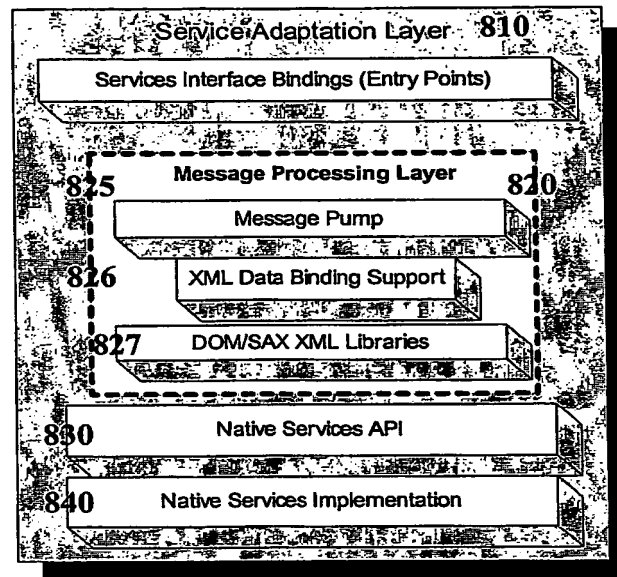 Service Adaptation Layer 810
Services Interface Bindings (Entry Points)
825 Message Processing Layer 820
Message Pump
826 XML Data Binding Support
827 DOM/SAX XML Libraries
830 Native Services API
840 Native Services Implementation